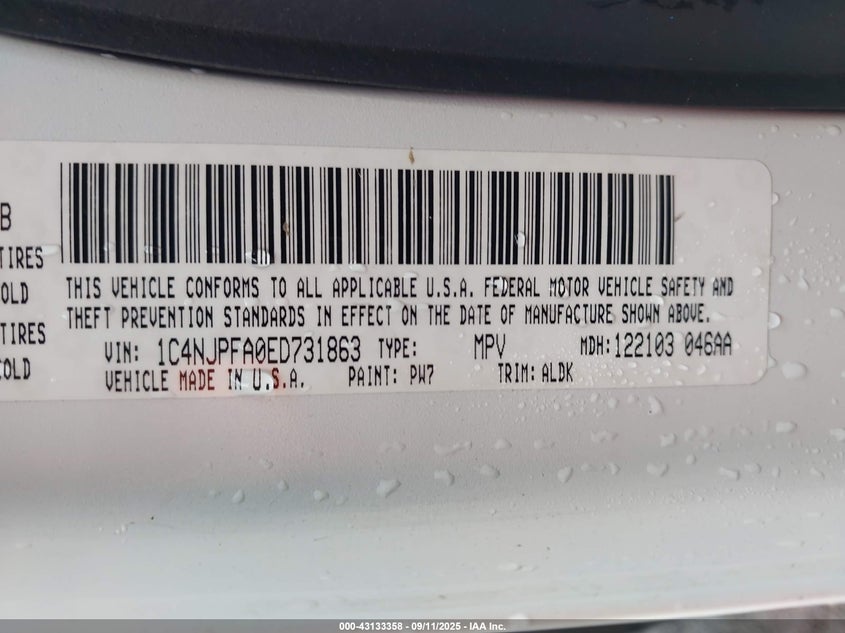 B
TIRES
OLD
TIRES
COLD
THIS VEHICLE CONFORMS TO ALL APPLICABLE U.S.A. FEDERAL MOTOR VEHICLE SAFETY AND
THEFT PREVENTION STANDARDS IN EFFECT ON THE DATE OF MANUFACTURE SHOWN ABOVE.
VIN: 1C4NJPFA0ED731863 TYPE: MPV MDH:122103 046AA
VEHICLE MADE IN U.S.A. PAINT: PW7 TRIM: ALDK
000-43133358 - 09/11/2025 - IAA Inc.